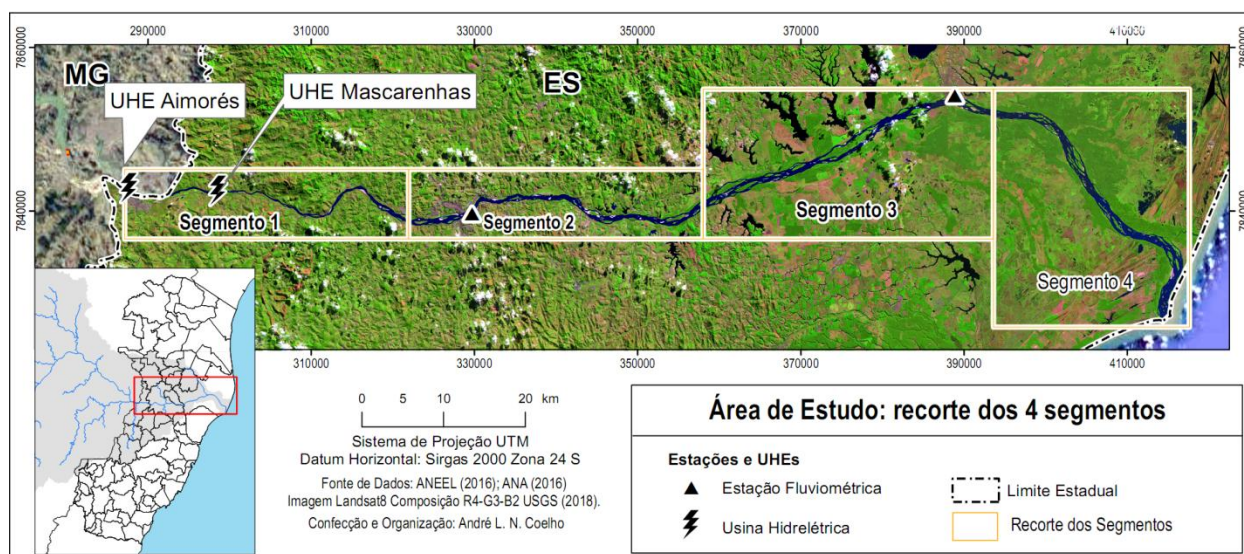 290000 310000 330000 350000 370000 390000 410000
7860000
7860000
MG
ES
N
UHE Aimorés
UHE Mascarenhas
7840000
7840000
Segmento 1
Segmento 2
Segmento 3
Segmento 4
310000 330000 350000 370000 390000 410000
0 5 10 20 km
Sistema de Projeção UTM
Datum Horizontal: Sirgas 2000 Zona 24 S
Fonte de Dados: ANEEL (2016); ANA (2016)
Imagem Landsat8 Composição R4-G3-B2 USGS (2018).
Confecção e Organização: André L. N. Coelho
Área de Estudo: recorte dos 4 segmentos
Estações e UHEs
Estação Fluviométrica
Limite Estadual
Usina Hidrelétrica
Recorte dos Segmentos